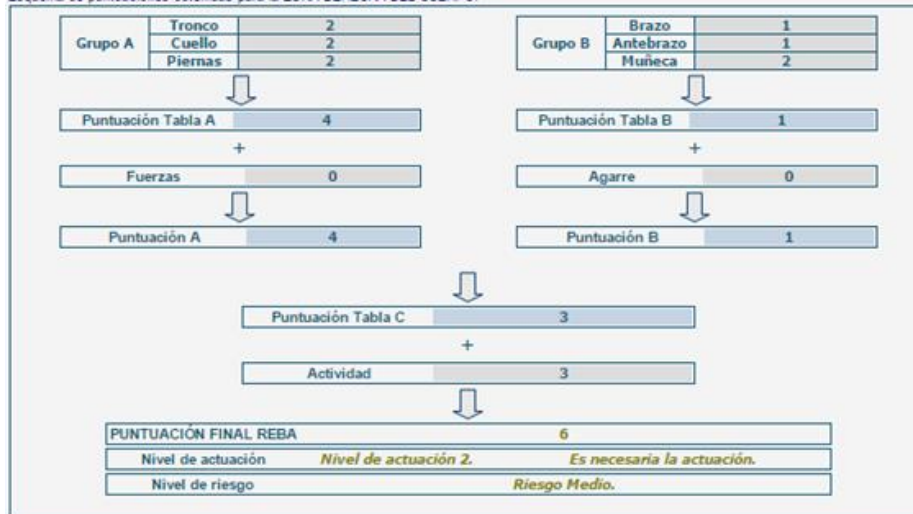 Grupo A
Tronco 2
Cuello 2
Piernas 2
Grupo B
Brazo 1
Antebrazo 1
Muñeca 2
Puntuación Tabla A 4
Puntuación Tabla B 1
+
+
Fuerzas 0
Agarre 0
Puntuación A 4
Puntuación B 1
Puntuación Tabla C 3
+
Actividad 3
PUNTUACIÓN FINAL REBA 6
Nivel de actuación Nivel de actuación 2. Es necesaria la actuación.
Nivel de riesgo Riesgo Medio.